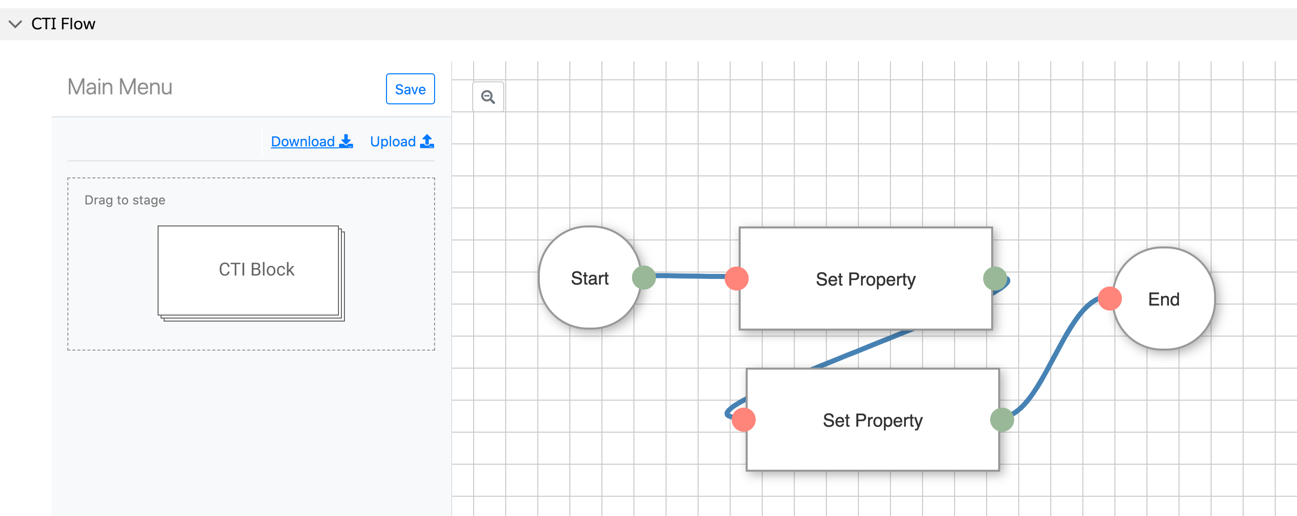 CTI Flow
Main Menu
Save
Download
Upload
Drag to stage
CTI Block
Start
Set Property
End
Set Property